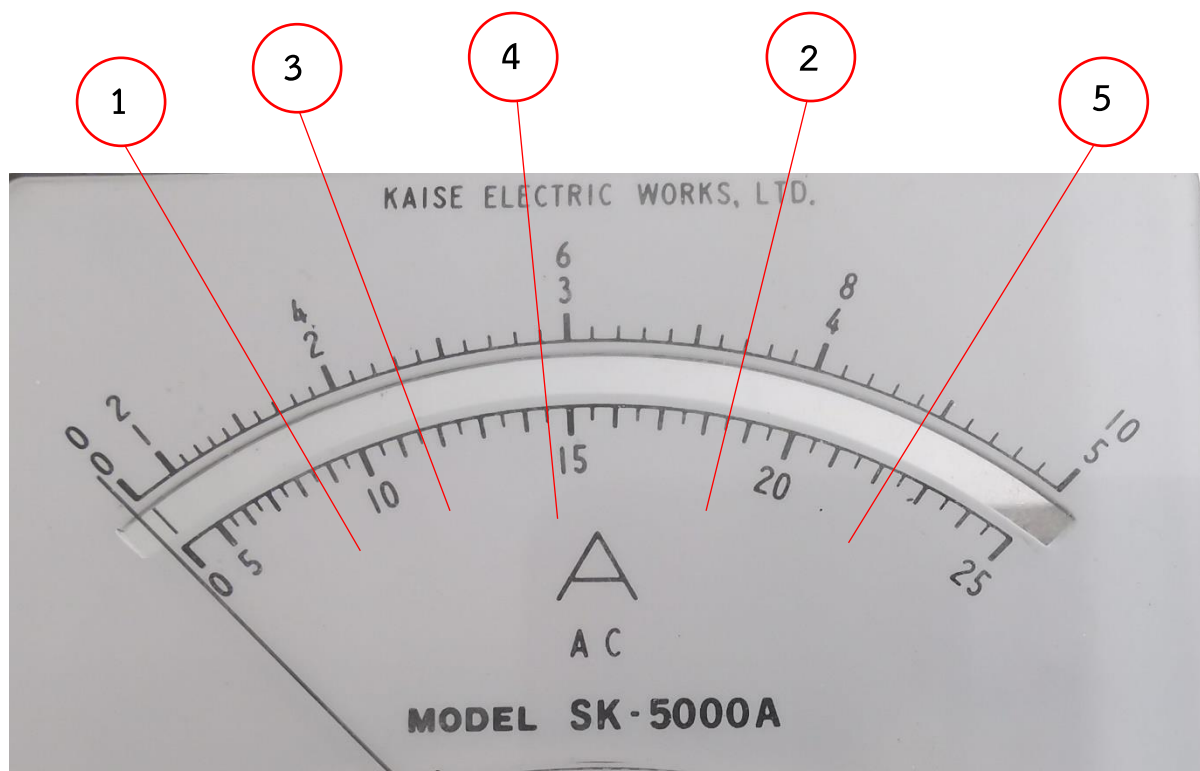 1 3 4 2 5
KAISE ELECTRIC WORKS, LTD.
0 2 4 6 8 10
0 1 2 3 4 5
0 5 10 15 20 25
A
AC
MODEL SK-5000A